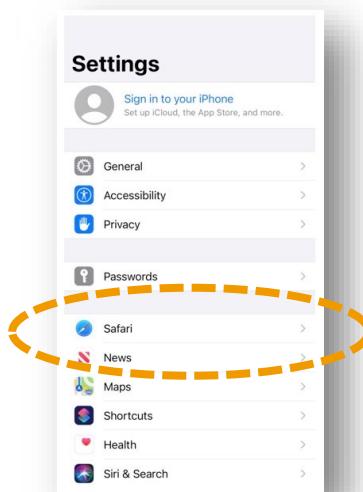 Settings
Sign in to your iPhone
Set up iCloud, the App Store, and more.
General
Accessibility
Privacy
Passwords
Safari
News
Maps
Shortcuts
Health
Siri & Search